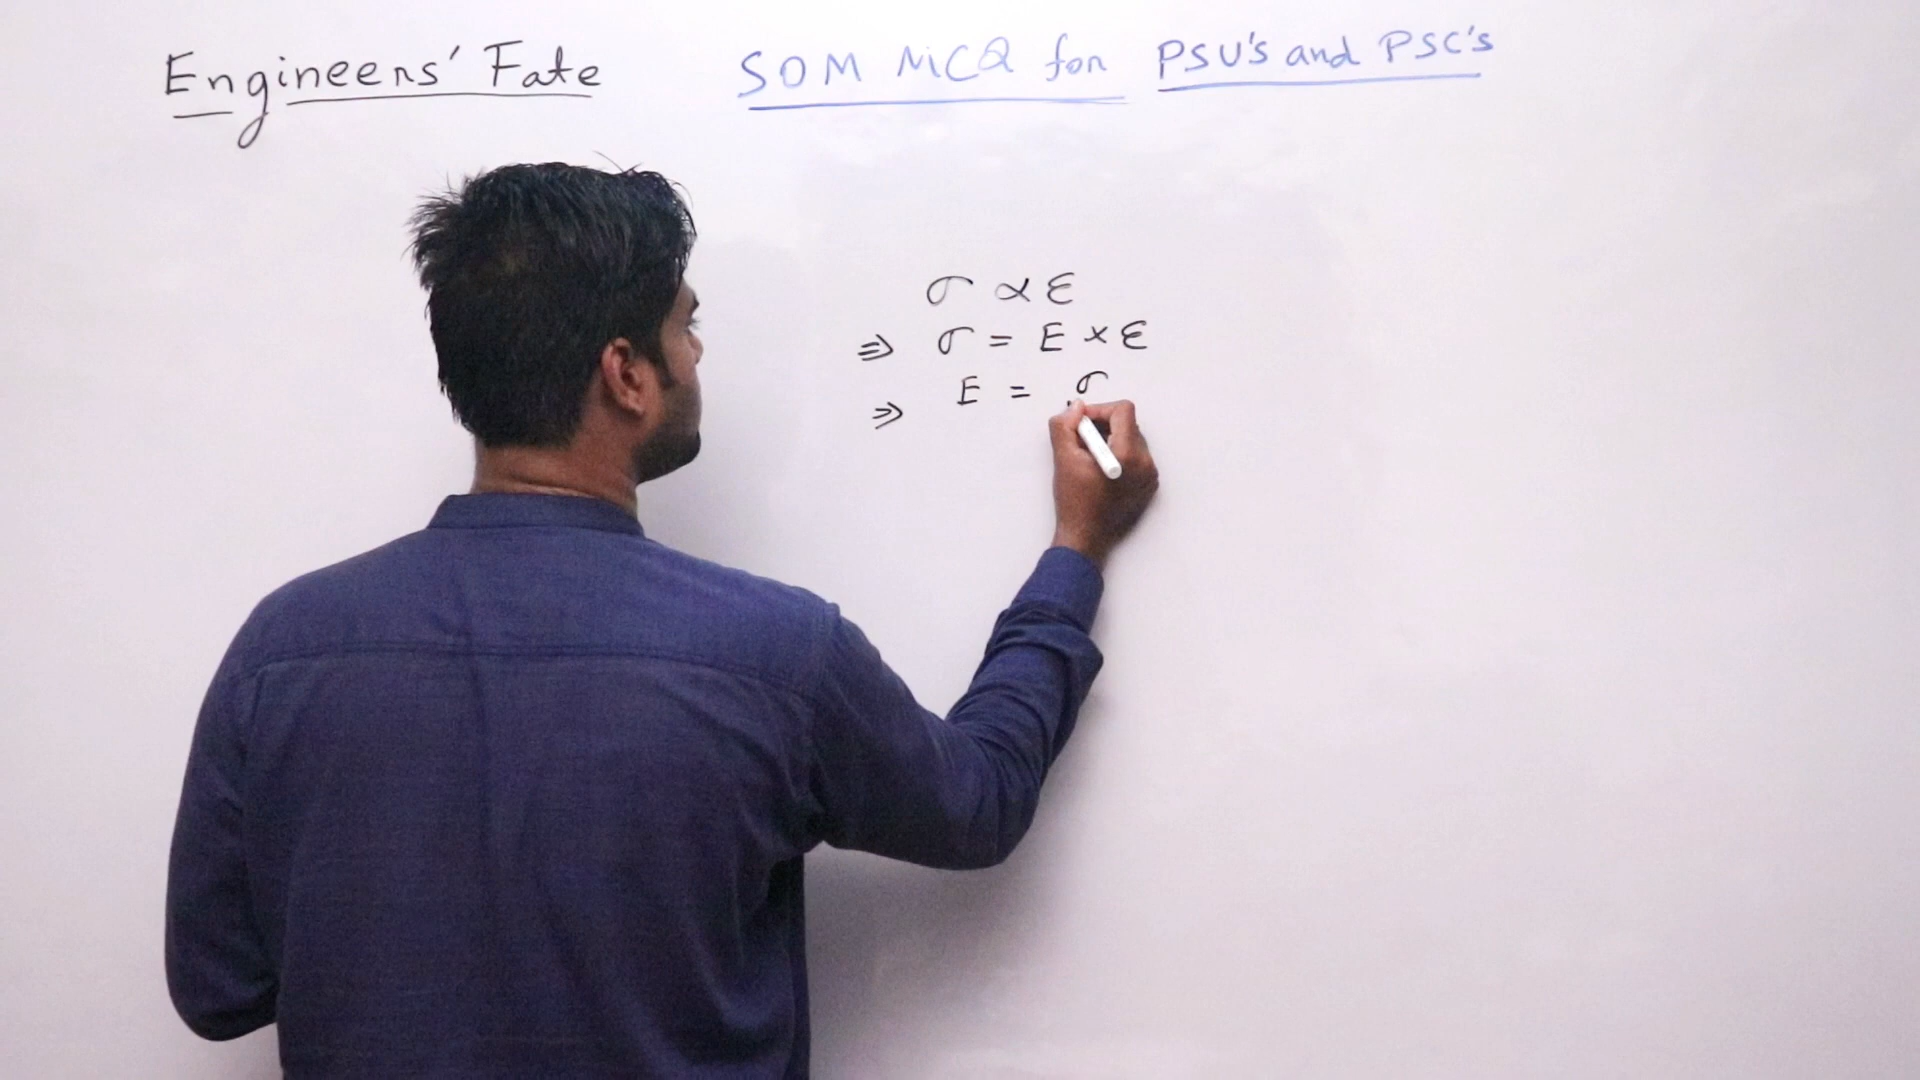 Engineers' Fate
SOM MCQ for PSU's and PSC's
σ ∝ ε
⇒ σ = E × ε
⇒ E = σ